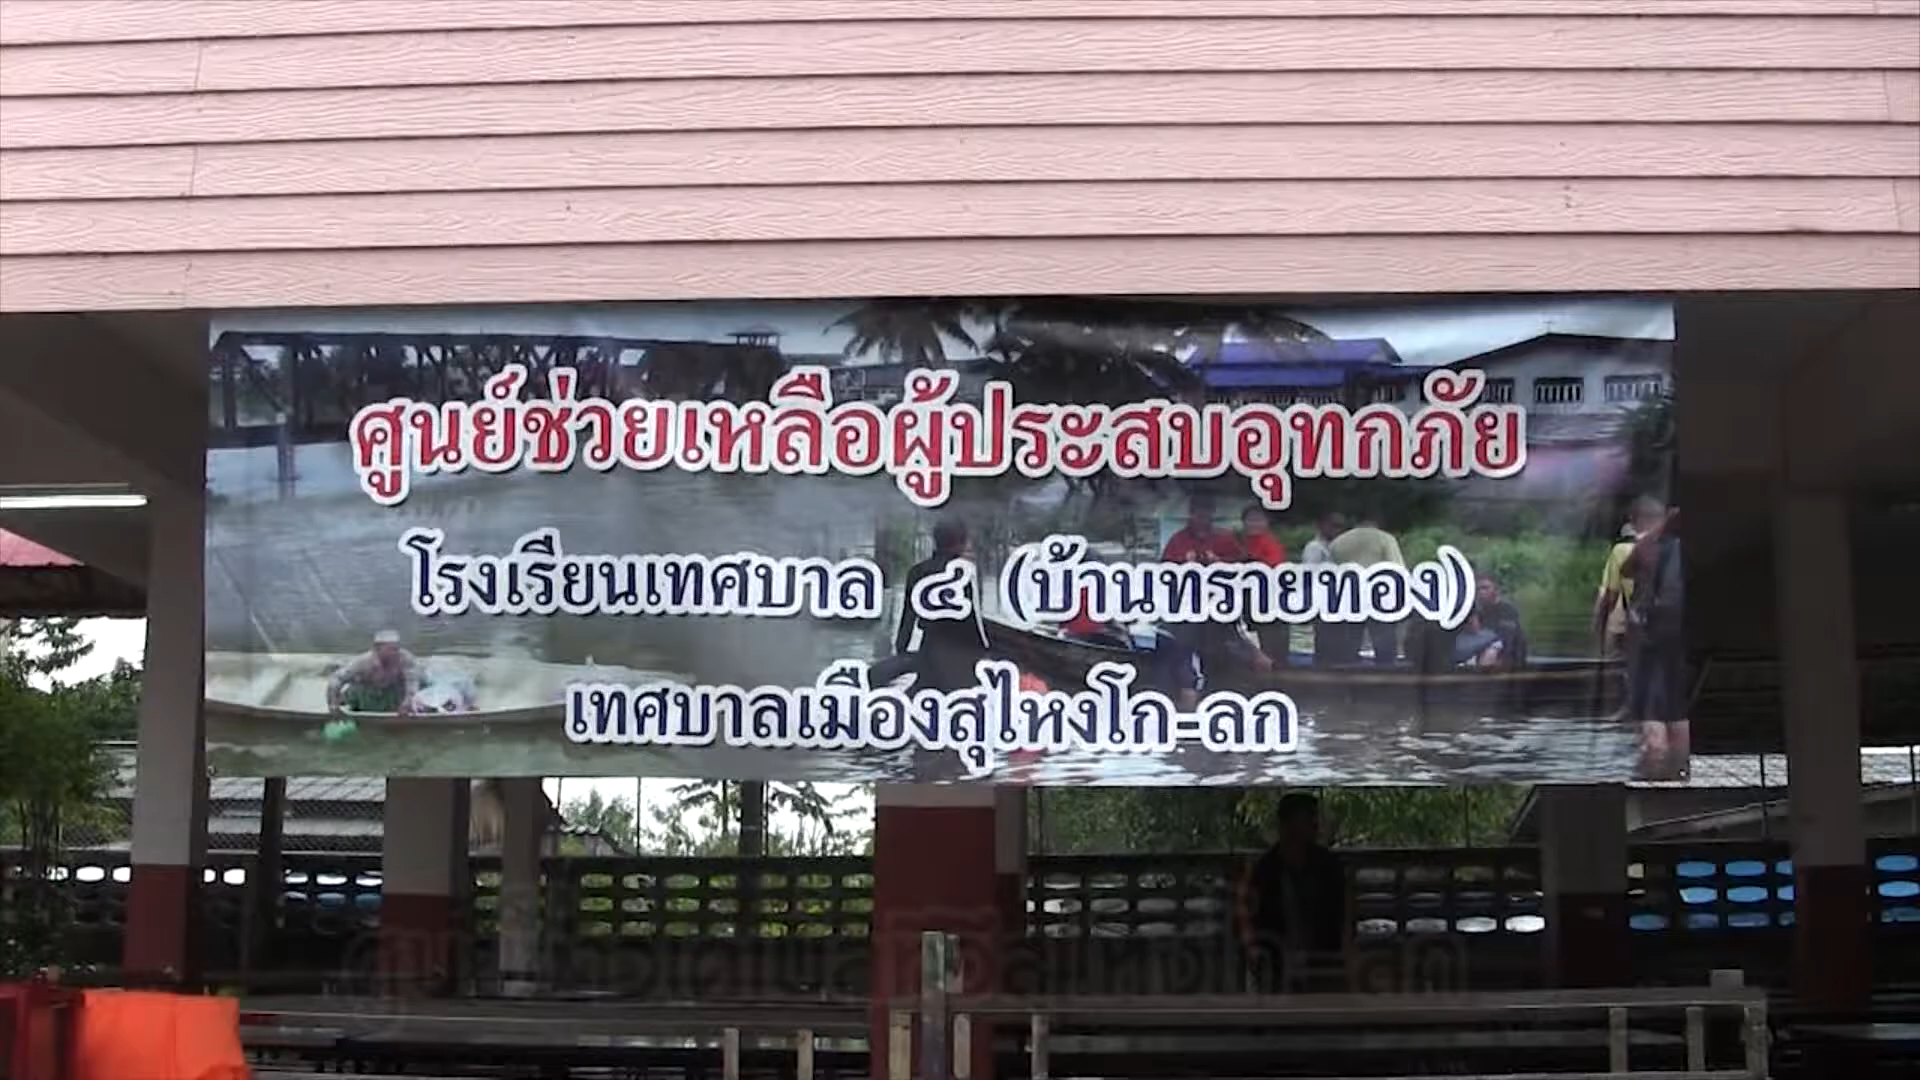 ศูนย์ช่วยเหลือผู้ประสบอุทกภัย
โรงเรียนเทศบาล ๔ (บ้านทรายทอง)
เทศบาลเมืองสุไหงโก-ลก